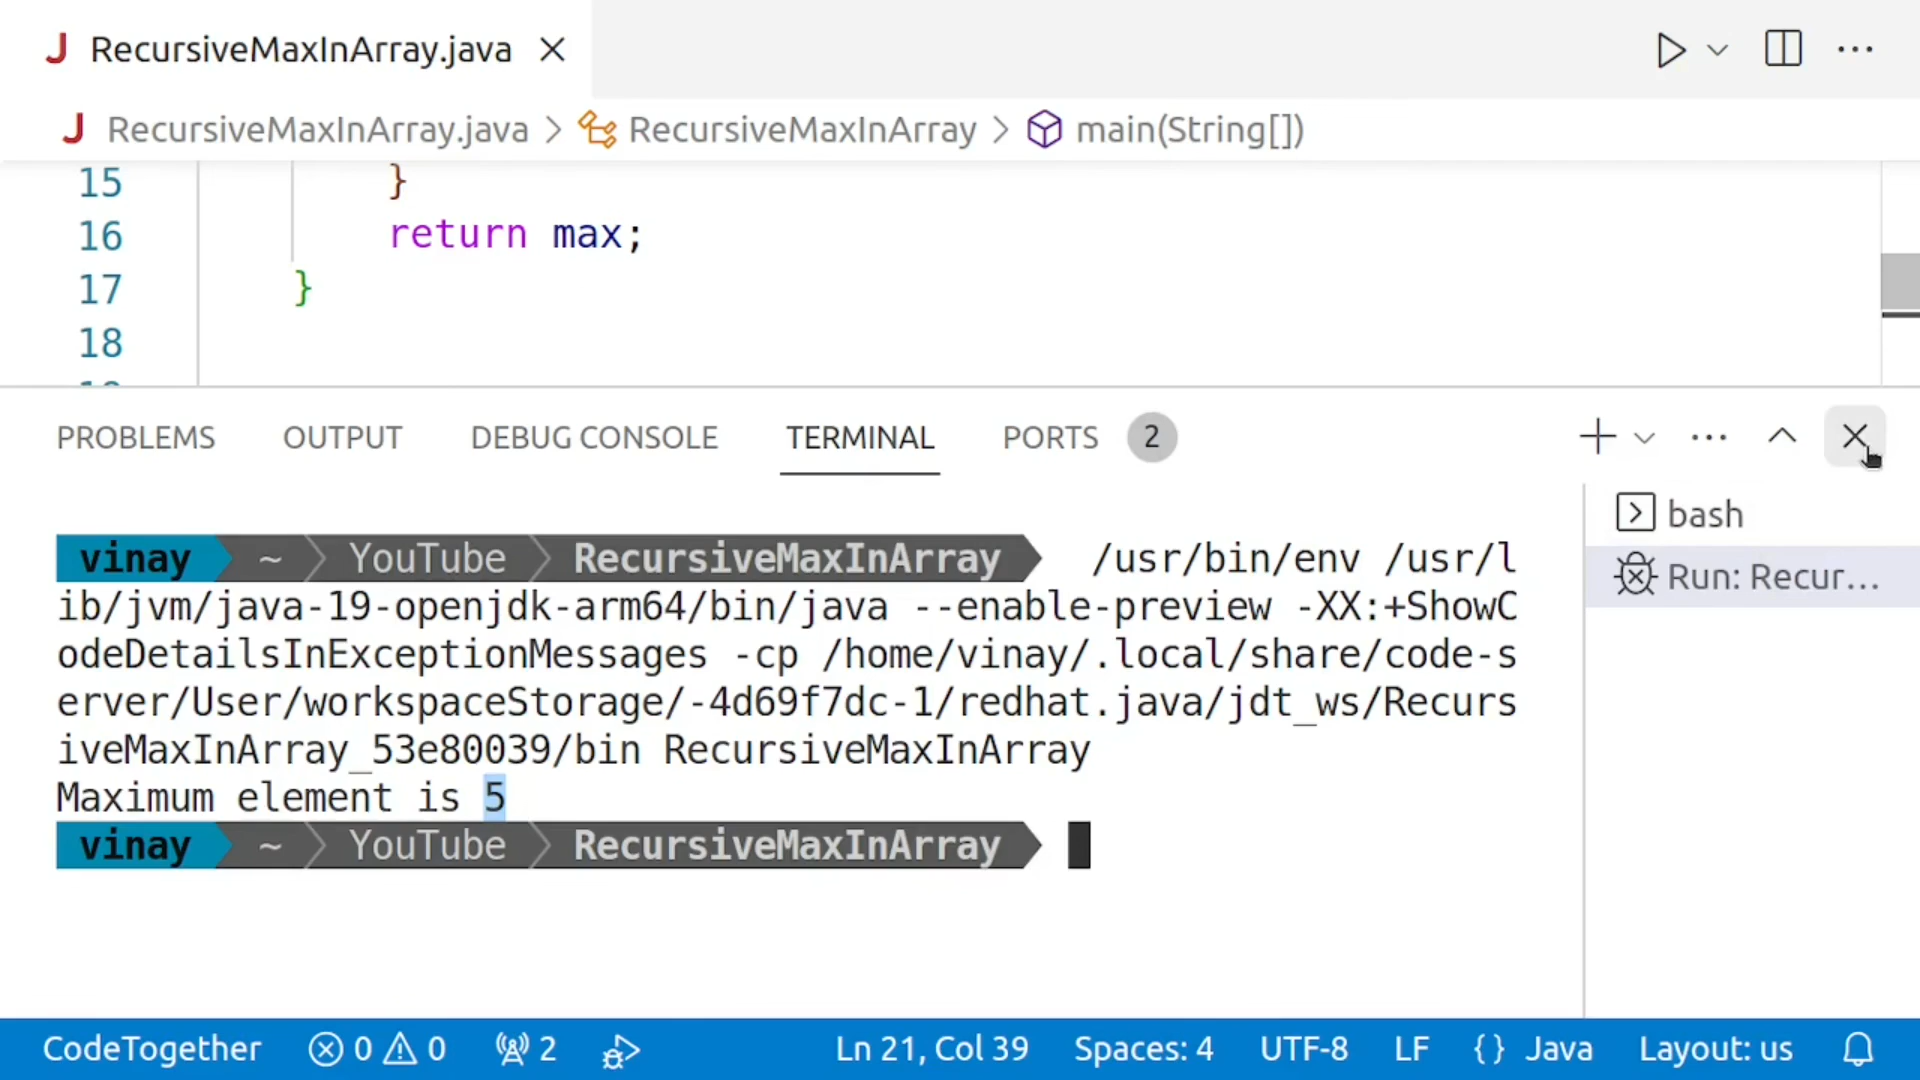 RecursiveMaxInArray.java
RecursiveMaxInArray.java > RecursiveMaxInArray > main(String[])
15 }
16 return max;
17 }
18
PROBLEMS OUTPUT DEBUG CONSOLE TERMINAL PORTS 2
bash
Run: Recur...
vinay ~ YouTube RecursiveMaxInArray /usr/bin/env /usr/l
ib/jvm/java-19-openjdk-arm64/bin/java --enable-preview -XX:+ShowC
odeDetailsInExceptionMessages -cp /home/vinay/.local/share/code-s
erver/User/workspaceStorage/-4d69f7dc-1/redhat.java/jdt_ws/Recurs
iveMaxInArray_53e80039/bin RecursiveMaxInArray
Maximum element is 5
vinay ~ YouTube RecursiveMaxInArray
CodeTogether 0 0 2 Ln 21, Col 39 Spaces: 4 UTF-8 LF {} Java Layout: us